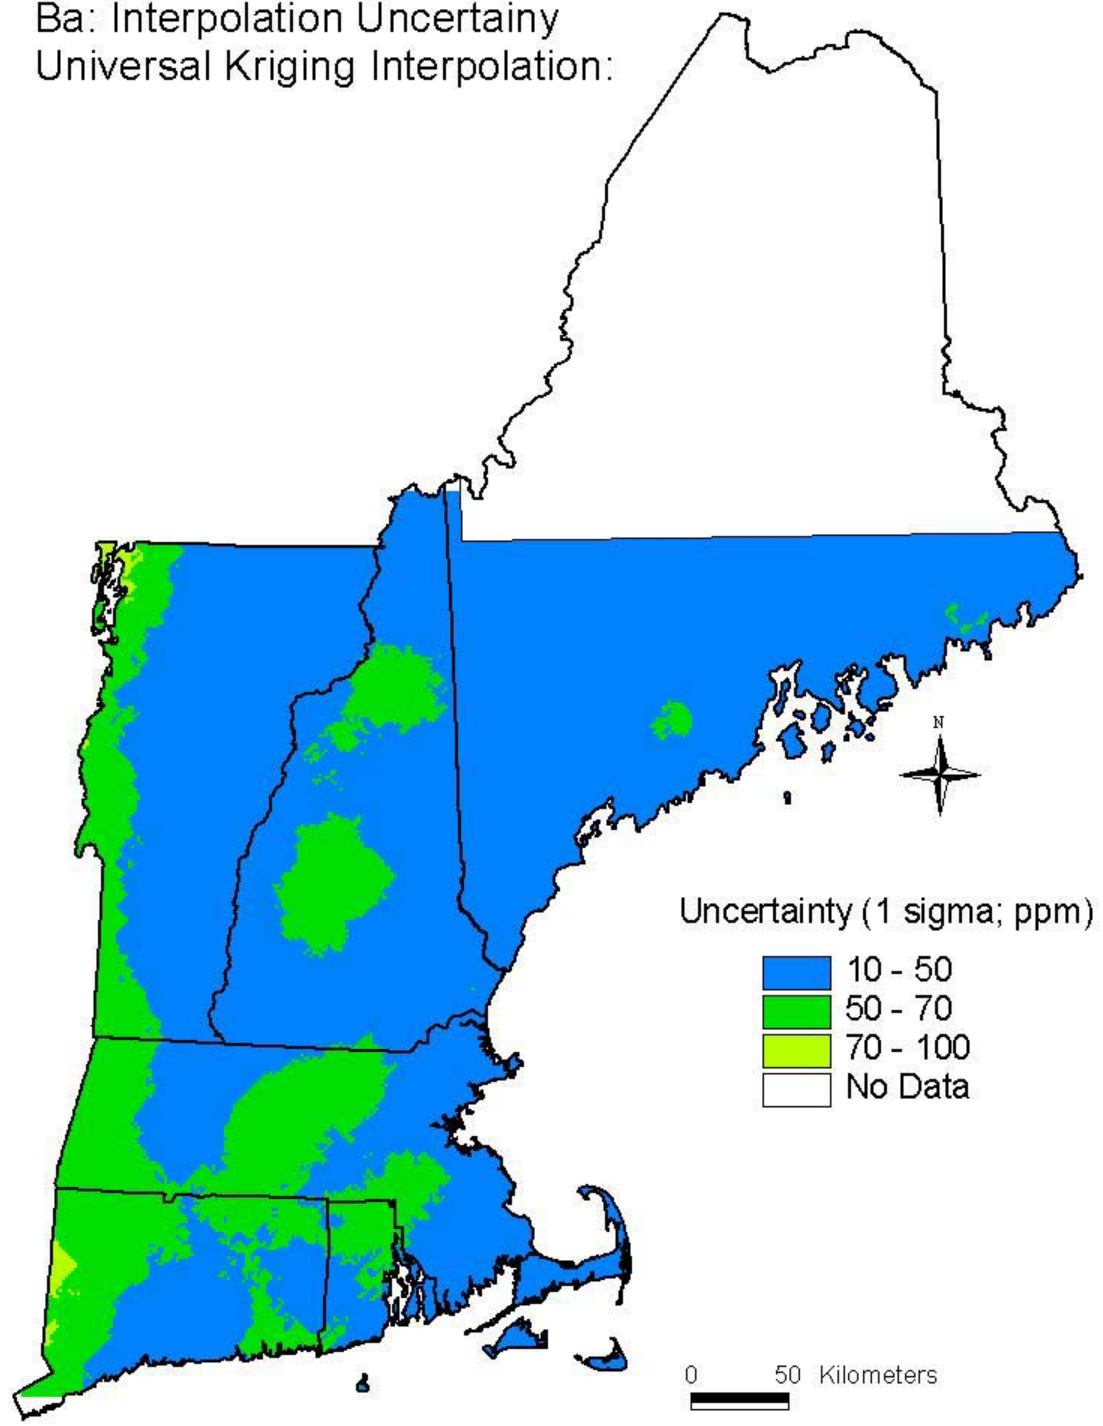 Ba: Interpolation Uncertainy
Universal Kriging Interpolation:
N
Uncertainty (1 sigma; ppm)
10 - 50
50 - 70
70 - 100
No Data
0 50 Kilometers